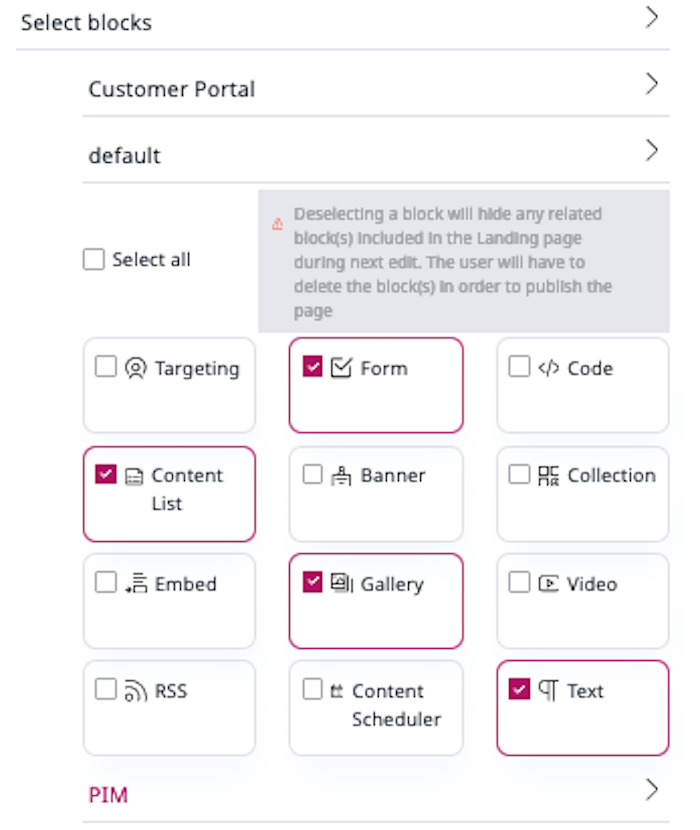 Select blocks
Customer Portal
default
Select all
Deselecting a block will hide any related
block(s) included in the Landing page
during next edit. The user will have to
delete the block(s) in order to publish the
page
Targeting
Form
Code
Content
List
Banner
Collection
Embed
Gallery
Video
RSS
Content
Scheduler
Text
PIM